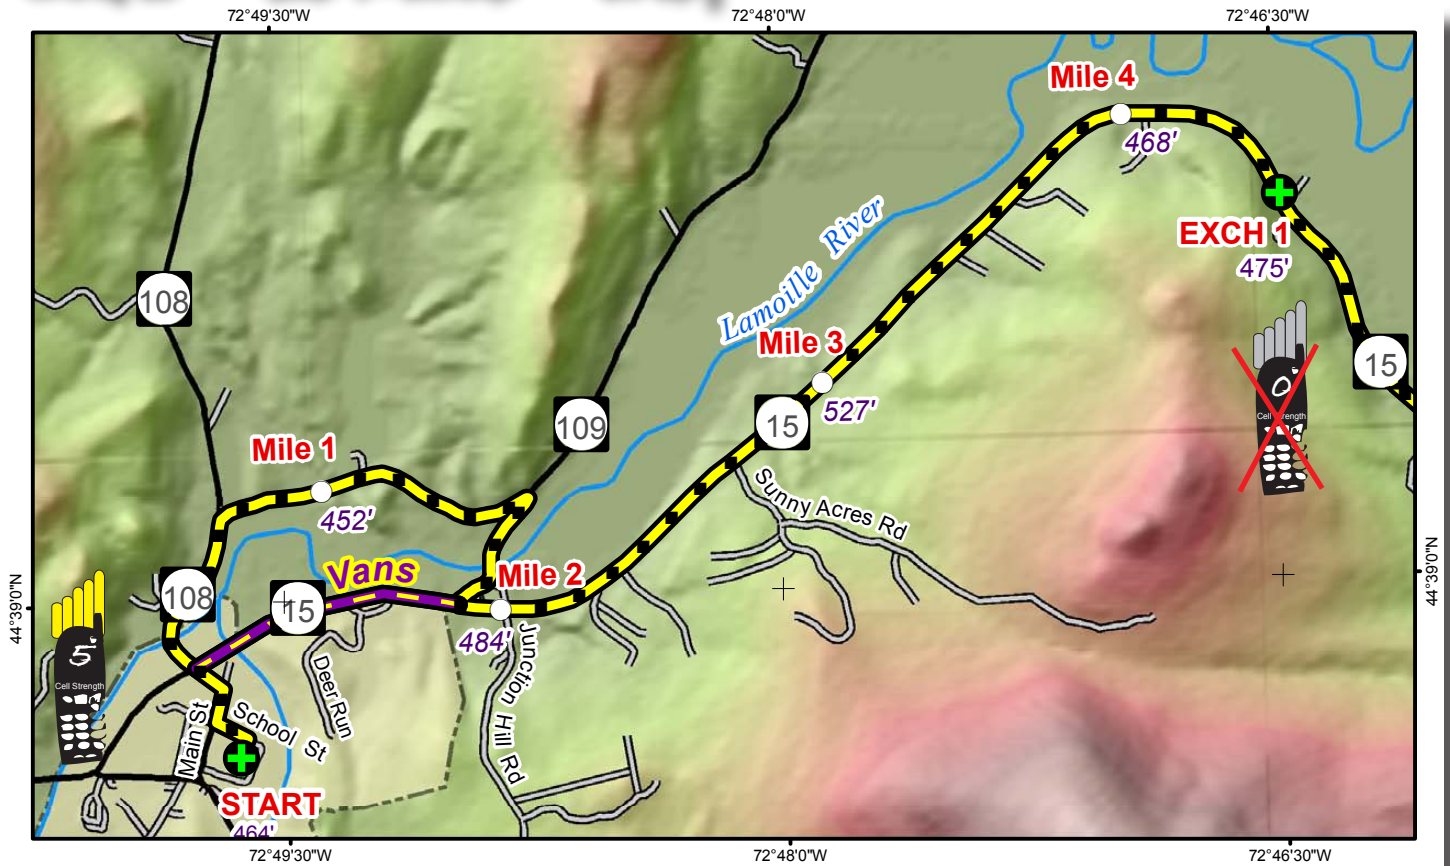 72°49'30"W
72°48'0"W
72°46'30"W
Mile 4
468'
EXCH 1
475'
Lamoille River
108
Mile 3
527'
15
15
109
0
Cell Strength
Mile 1
452'
Sunny Acres Rd
Vans
Mile 2
484'
108
15
44°39'0"N
44°39'0"N
5
Cell Strength
Deer Run
Junction Hill Rd
Main St
School St
START
464'
72°49'30"W
72°48'0"W
72°46'30"W